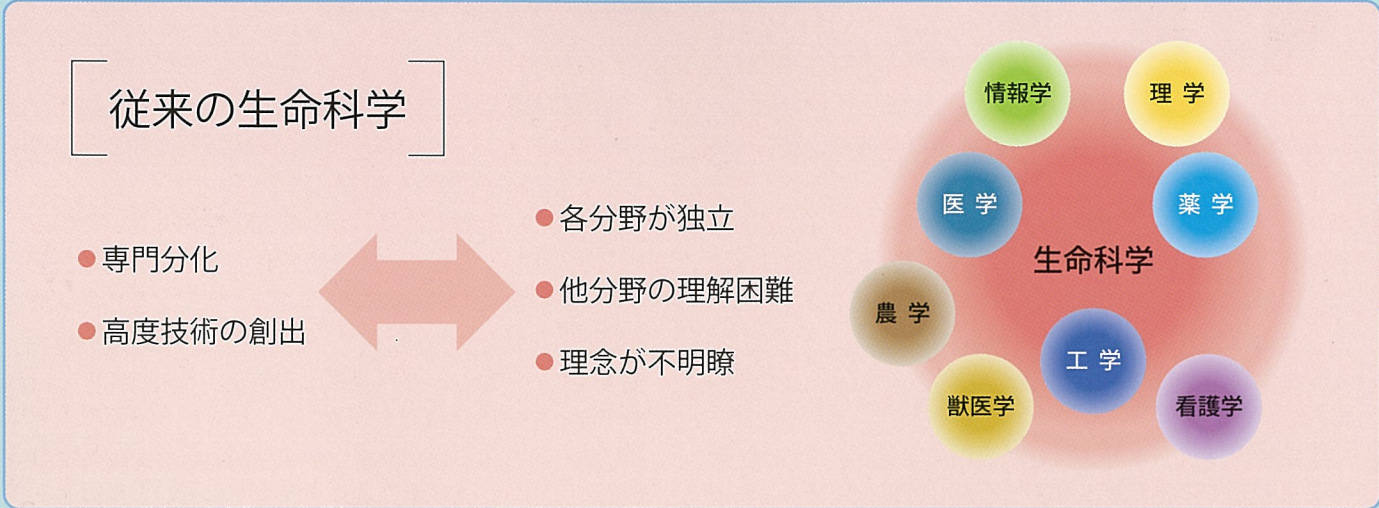 従来の生命科学
専門分化
高度技術の創出
各分野が独立
他分野の理解困難
理念が不明瞭
情報学
理 学
医 学
薬 学
生命科学
農 学
工 学
獣医学
看護学